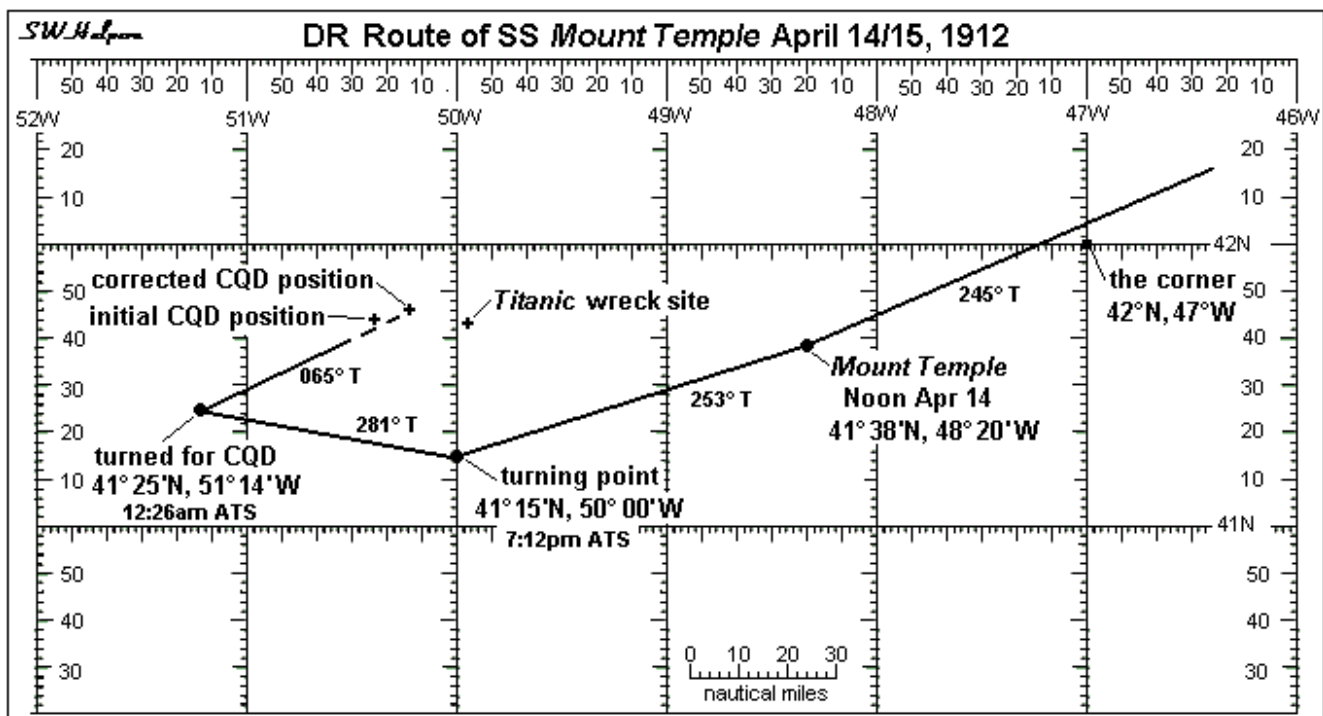 SWHalpern
DR Route of SS Mount Temple April 14/15, 1912
50 40 30 20 10 . 50 40 30 20 10 . 50 40 30 20 10 50 40 30 20 10 50 40 30 20 10 50 40 30 20 10
52W 51W 50W 49W 48W 47W 46W
20 20
10 10
42N
corrected CQD position
initial CQD position
Titanic wreck site
the corner
42°N, 47°W
245° T
50 50
40 40
30 30
20 20
10 10
065° T
281° T
253° T
Mount Temple
Noon Apr 14
41°38'N, 48°20'W
turned for CQD
41°25'N, 51°14'W
12:26am ATS
turning point
41°15'N, 50°00'W
7:12pm ATS
41N
50 50
40 40
30 30
0 10 20 30
nautical miles